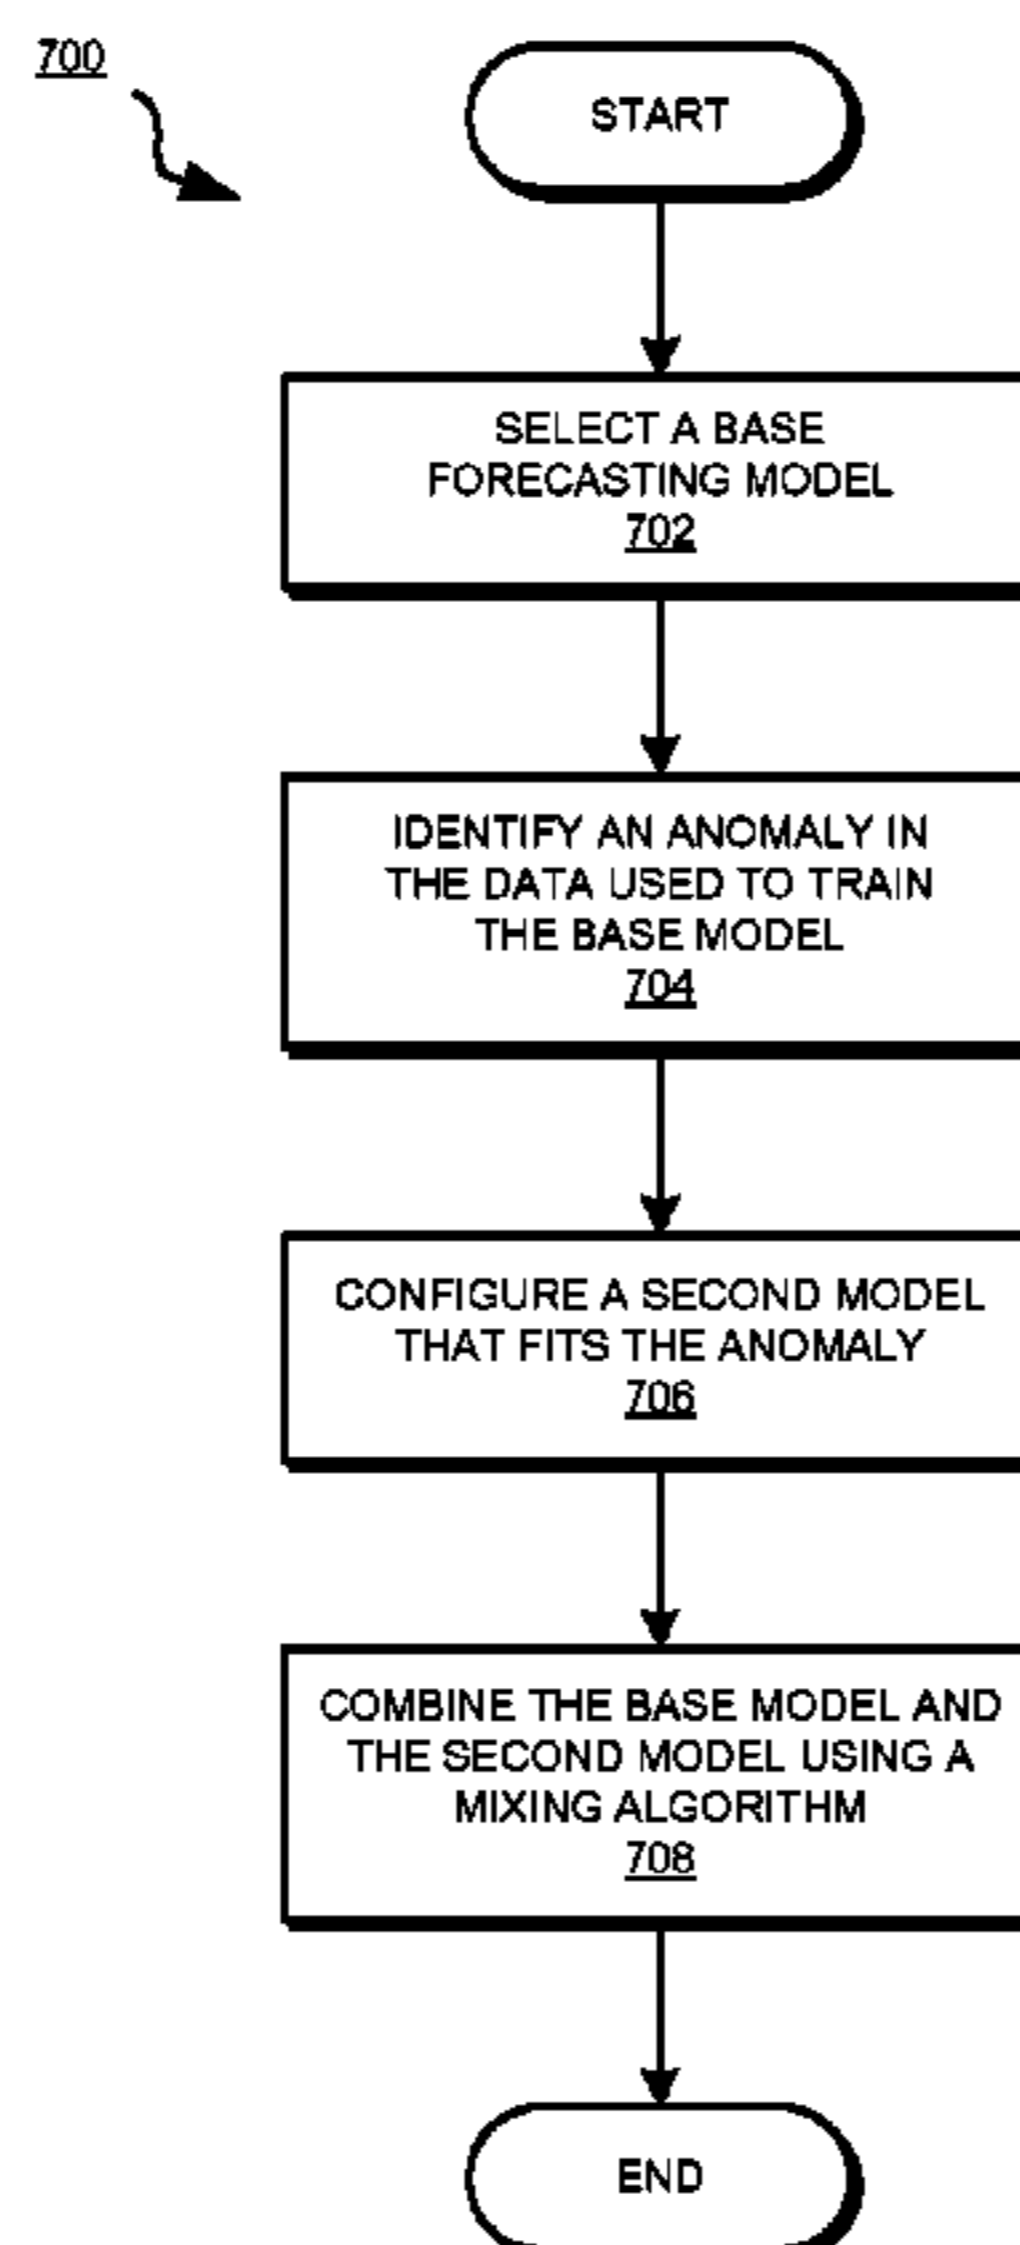 700
START
SELECT A BASE
FORECASTING MODEL
702
IDENTIFY AN ANOMALY IN
THE DATA USED TO TRAIN
THE BASE MODEL
704
CONFIGURE A SECOND MODEL
THAT FITS THE ANOMALY
706
COMBINE THE BASE MODEL AND
THE SECOND MODEL USING A
MIXING ALGORITHM
708
END